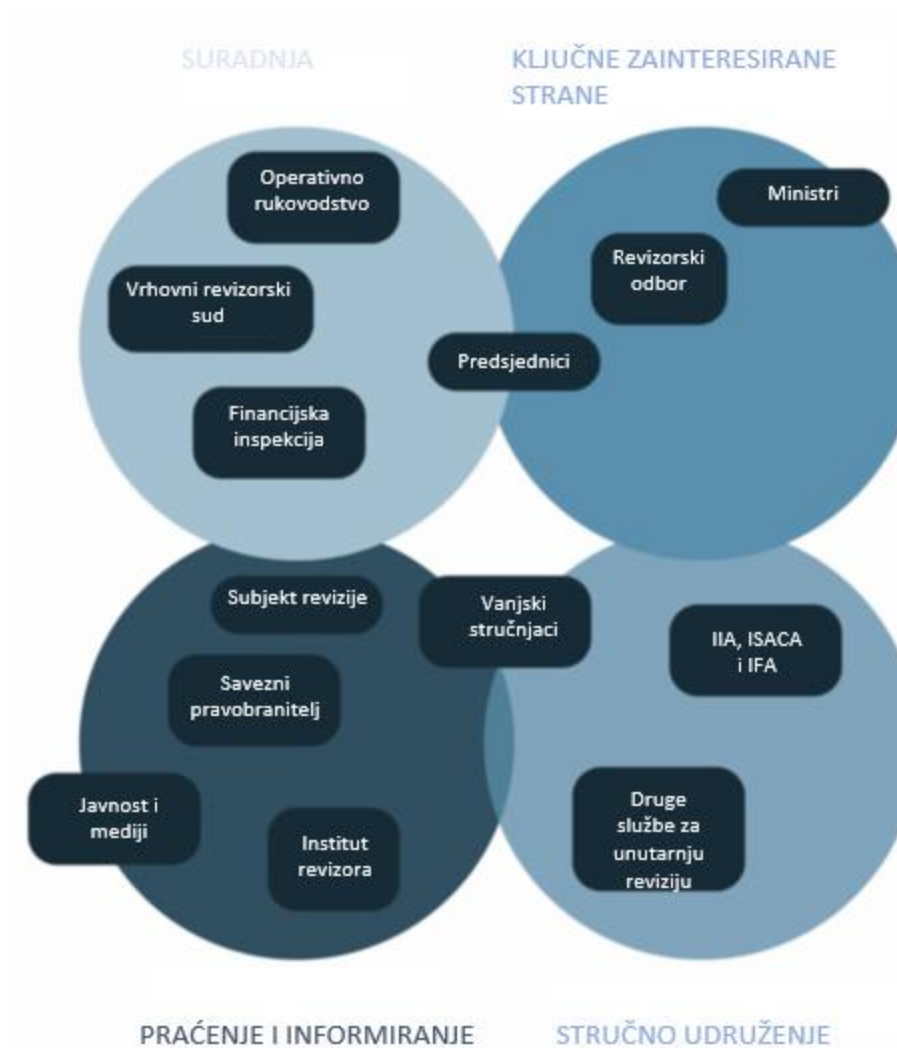 SURADNJA
KLJUČNE ZAINTERESIRANE
STRANE
Operativno
rukovodstvo
Ministri
Revizorski
odbor
Vrhovni revizorski
sud
Predsjednici
Financijska
inspekcija
Subjekt revizije
Vanjski
stručnjaci
IIA, ISACA
i IFA
Savezni
pravobranitelj
Javnost i
mediji
Druge
službe za
unutarnju
reviziju
Institut
revizora
PRAĆENJE I INFORMIRANJE
STRUČNO UDRUŽENJE